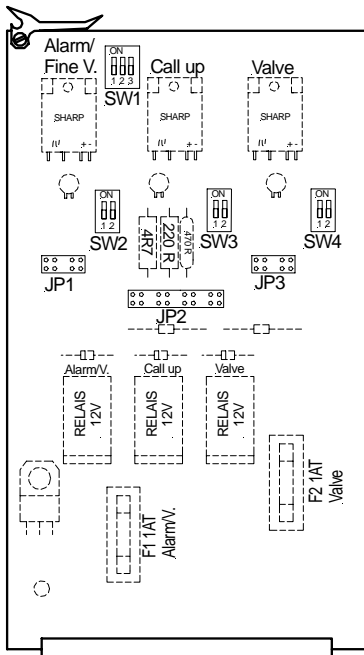 Alarm/
Fine V.
ON
1 2 3
SW1
Call up
Valve
SHARP
+ -
SHARP
+ -
SHARP
+ -
ON
1 2
SW2
4R7
220 R
470 R
ON
1 2
SW3
ON
1 2
SW4
JP1
JP2
JP3
Alarm/V.
Call up
Valve
RELAIS
12V
RELAIS
12V
RELAIS
12V
F1 1AT
Alarm/V.
F2 1AT
Valve